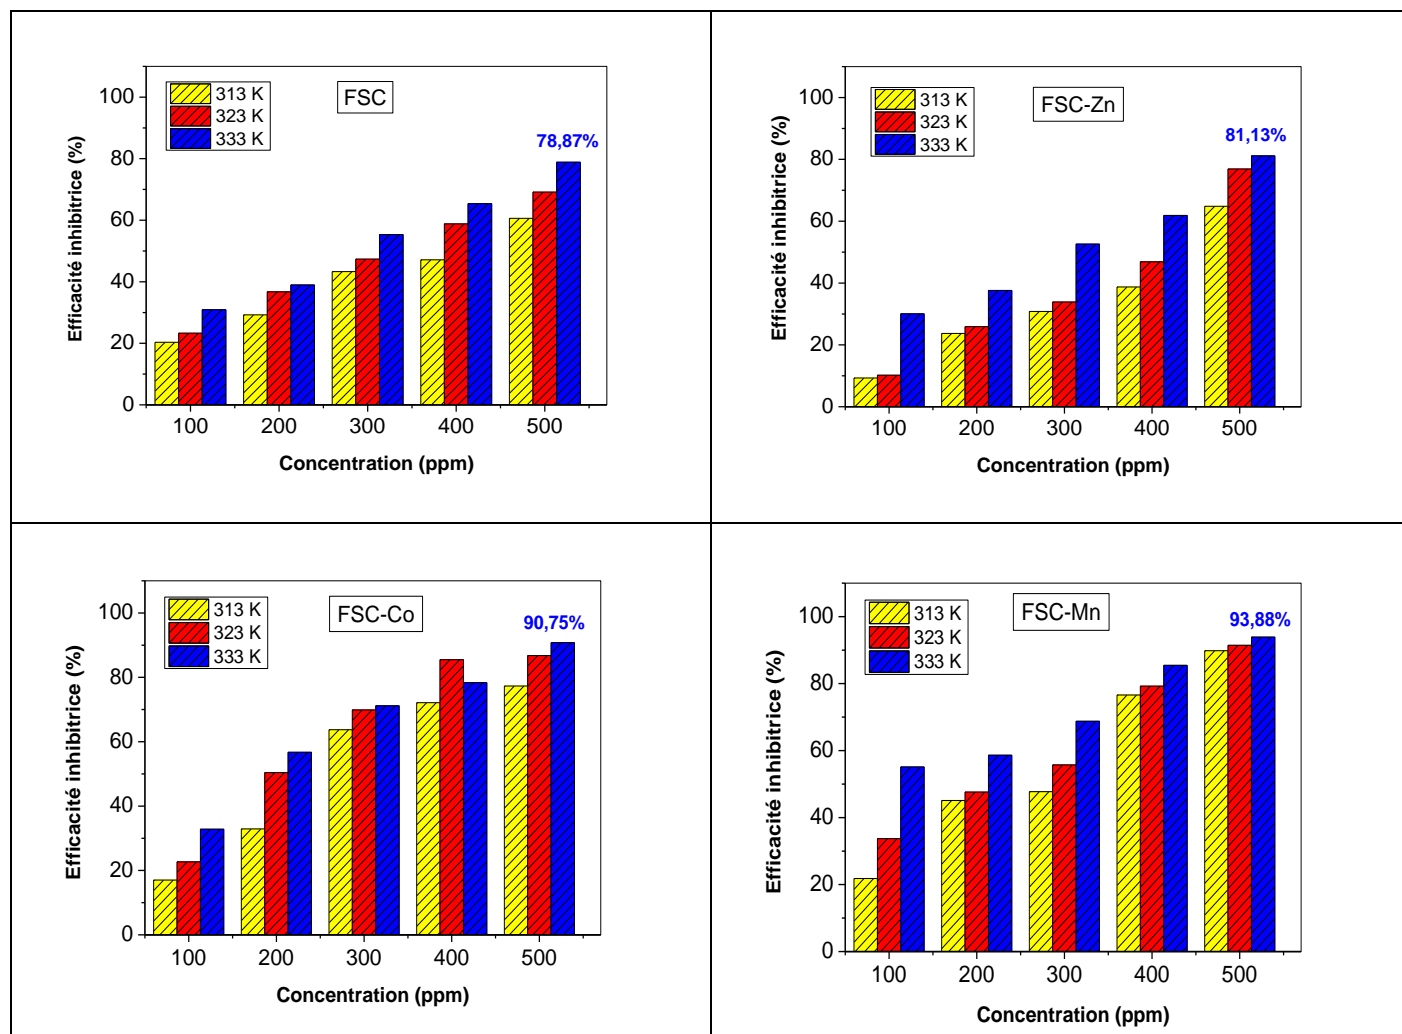 313 K
323 K
333 K
FSC
78,87%
100
80
60
40
20
0
Efficacité inhibitrice (%)
100 200 300 400 500
Concentration (ppm)
313 K
323 K
333 K
FSC-Zn
81,13%
100
80
60
40
20
0
Efficacité inhibitrice (%)
100 200 300 400 500
Concentration (ppm)
313 K
323 K
333 K
FSC-Co
90,75%
100
80
60
40
20
0
Efficacité inhibitrice (%)
100 200 300 400 500
Concentration (ppm)
313 K
323 K
333 K
FSC-Mn
93,88%
100
80
60
40
20
0
Efficacité inhibitrice (%)
100 200 300 400 500
Concentration (ppm)